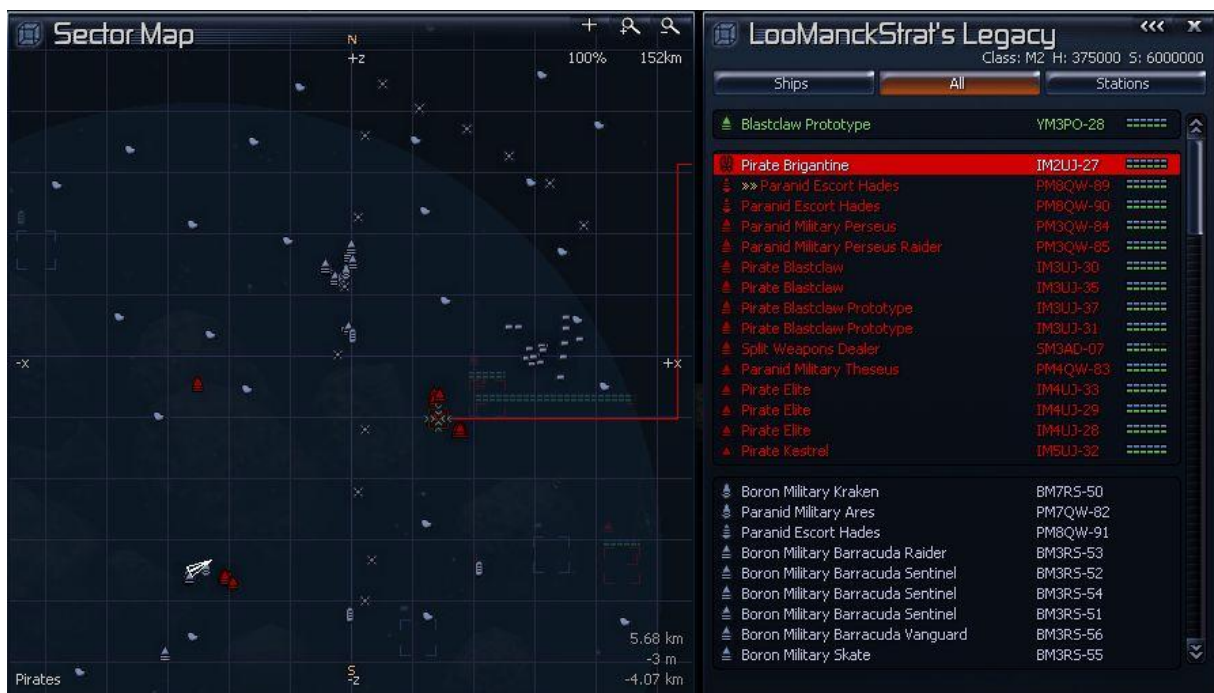 Sector Map
N
+z
100% 152km
-x
+x
5.68 km
-3 m
-4.07 km
S
-z
Pirates
LooManckStrat's Legacy
<<< X
Class: M2 H: 375000 S: 6000000
Ships All Stations
Blastclaw Prototype YM3PO-28
Pirate Brigantine IM2UJ-27
»» Paranid Escort Hades PM8QW-89
Paranid Escort Hades PM8QW-90
Paranid Military Perseus PM3QW-84
Paranid Military Perseus Raider PM3QW-85
Pirate Blastclaw IM3UJ-30
Pirate Blastclaw IM3UJ-35
Pirate Blastclaw Prototype IM3UJ-37
Pirate Blastclaw Prototype IM3UJ-31
Split Weapons Dealer SM3AD-07
Paranid Military Theseus PM4QW-83
Pirate Elite IM4UJ-33
Pirate Elite IM4UJ-29
Pirate Elite IM4UJ-28
Pirate Kestrel IM5UJ-32
Boron Military Kraken BM7RS-50
Paranid Military Ares PM7QW-82
Paranid Escort Hades PM8QW-91
Boron Military Barracuda Raider BM3RS-53
Boron Military Barracuda Sentinel BM3RS-52
Boron Military Barracuda Sentinel BM3RS-54
Boron Military Barracuda Sentinel BM3RS-51
Boron Military Barracuda Vanguard BM3RS-56
Boron Military Skate BM3RS-55